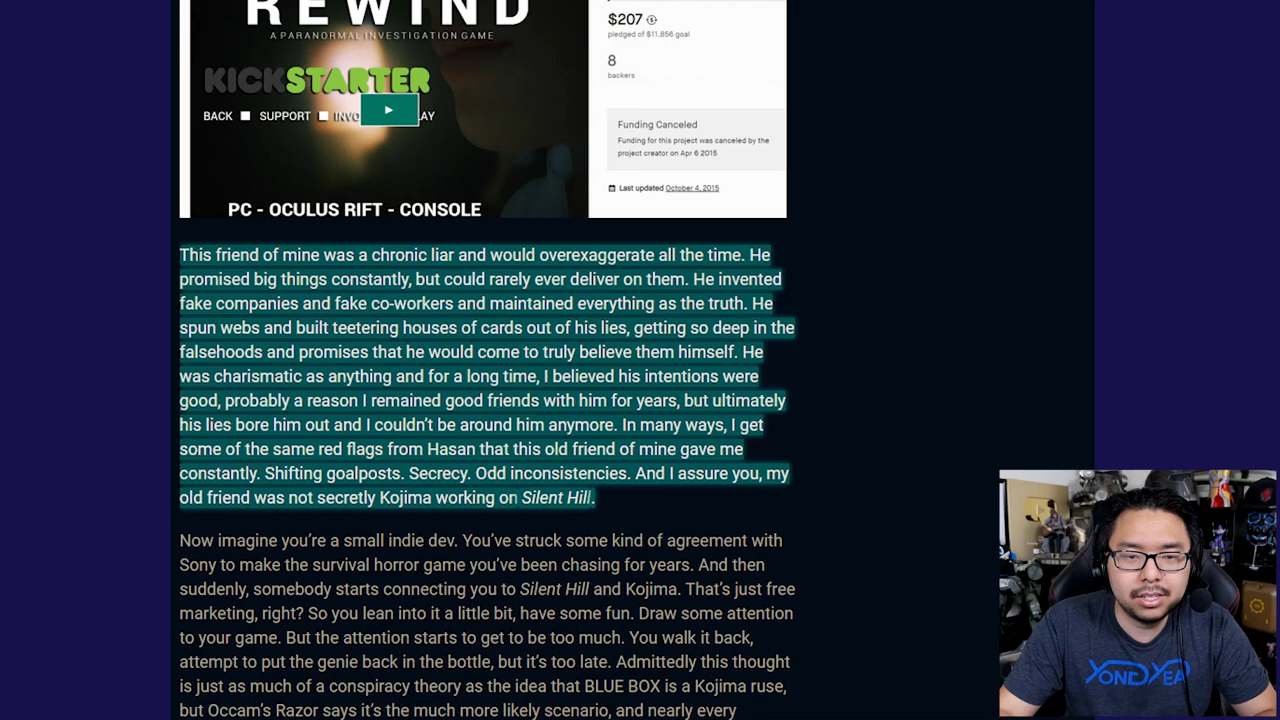 REWIND
A PARANORMAL INVESTIGATION GAME
KICKSTARTER
BACK SUPPORT
PC - OCULUS RIFT - CONSOLE
$207
pledged of $11,856 goal
8
backers
Funding Canceled
Funding for this project was canceled by the
project creator on Apr 6 2015
Last updated October 4, 2015
This friend of mine was a chronic liar and would overexaggerate all the time. He
promised big things constantly, but could rarely ever deliver on them. He invented
fake companies and fake co-workers and maintained everything as the truth. He
spun webs and built teetering houses of cards out of his lies, getting so deep in the
falsehoods and promises that he would come to truly believe them himself. He
was charismatic as anything and for a long time, I believed his intentions were
good, probably a reason I remained good friends with him for years, but ultimately
his lies bore him out and I couldn’t be around him anymore. In many ways, I get
some of the same red flags from Hasan that this old friend of mine gave me
constantly. Shifting goalposts. Secrecy. Odd inconsistencies. And I assure you, my
old friend was not secretly Kojima working on Silent Hill.
Now imagine you’re a small indie dev. You’ve struck some kind of agreement with
Sony to make the survival horror game you’ve been chasing for years. And then
suddenly, somebody starts connecting you to Silent Hill and Kojima. That’s just free
marketing, right? So you lean into it a little bit, have some fun. Draw some attention
to your game. But the attention starts to get to be too much. You walk it back,
attempt to put the genie back in the bottle, but it’s too late. Admittedly this thought
is just as much of a conspiracy theory as the idea that BLUE BOX is a Kojima ruse,
but Occam’s Razor says it’s the much more likely scenario, and nearly every
YONGYEA